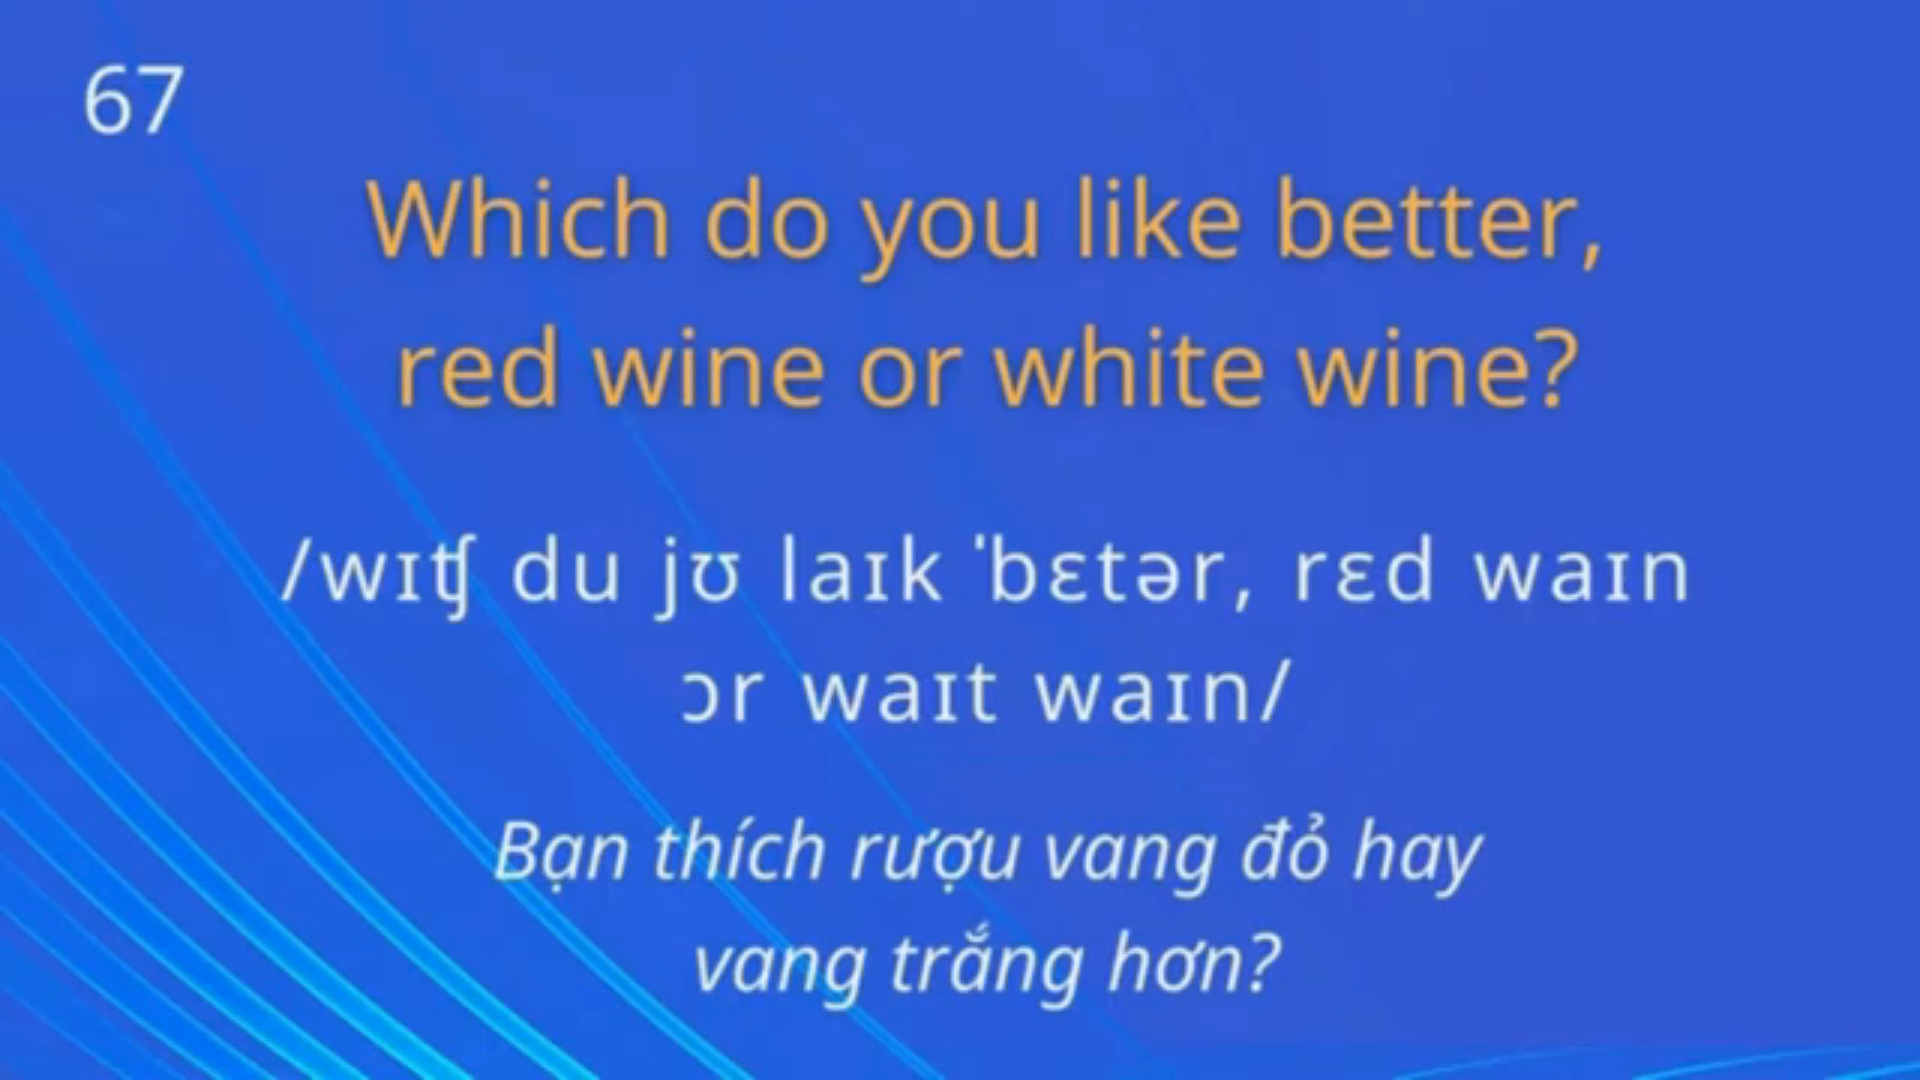 67
Which do you like better,
red wine or white wine?
/wɪʧ du jʊ laɪk ˈbɛtər, rɛd waɪn
ɔr waɪt waɪn/
Bạn thích rượu vang đỏ hay
vang trắng hơn?